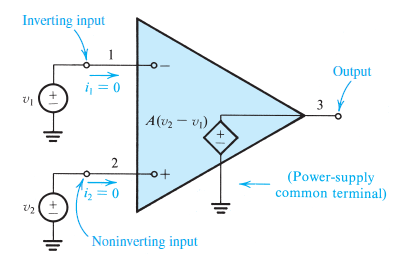 Inverting input
1
−
i₁ = 0
v₁
+
−
Output
3
A(v₂ − v₁)
+
−
2
+
i₂ = 0
v₂
+
−
(Power-supply
common terminal)
Noninverting input